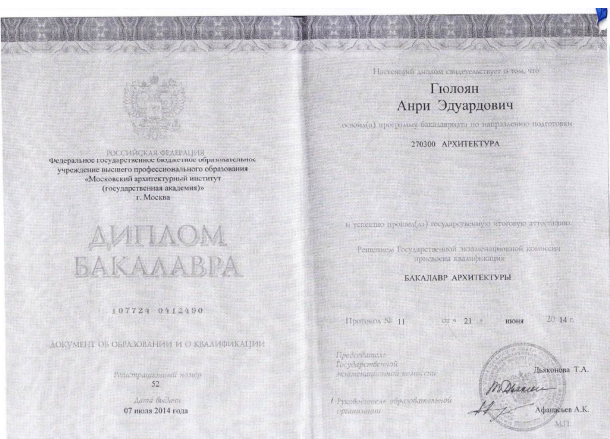 РОССИЙСКАЯ ФЕДЕРАЦИЯ
Федеральное государственное бюджетное образовательное
учреждение высшего профессионального образования
«Московский архитектурный институт
(государственная академия)»
г. Москва
ДИПЛОМ
БАКАЛАВРА
107724 0412400
ДОКУМЕНТ ОБ ОБРАЗОВАНИИ И О КВАЛИФИКАЦИИ
Регистрационный номер
52
Дата выдачи
07 июля 2014 года
Настоящий диплом свидетельствует о том, что
Гюлоян
Анри Эдуардович
освоил(а) программу бакалавриата по направлению подготовки
270300 АРХИТЕКТУРА
и успешно прошел(ла) государственную итоговую аттестацию
Решением Государственной экзаменационной комиссии
присвоена квалификация
БАКАЛАВР АРХИТЕКТУРЫ
Протокол № 11 от « 21 » июня 20 14 г.
Председатель
Государственной
экзаменационной комиссии
Дьяконова Т.А.
Руководитель образовательной
организации
Афанасьев А.К.
М.П.